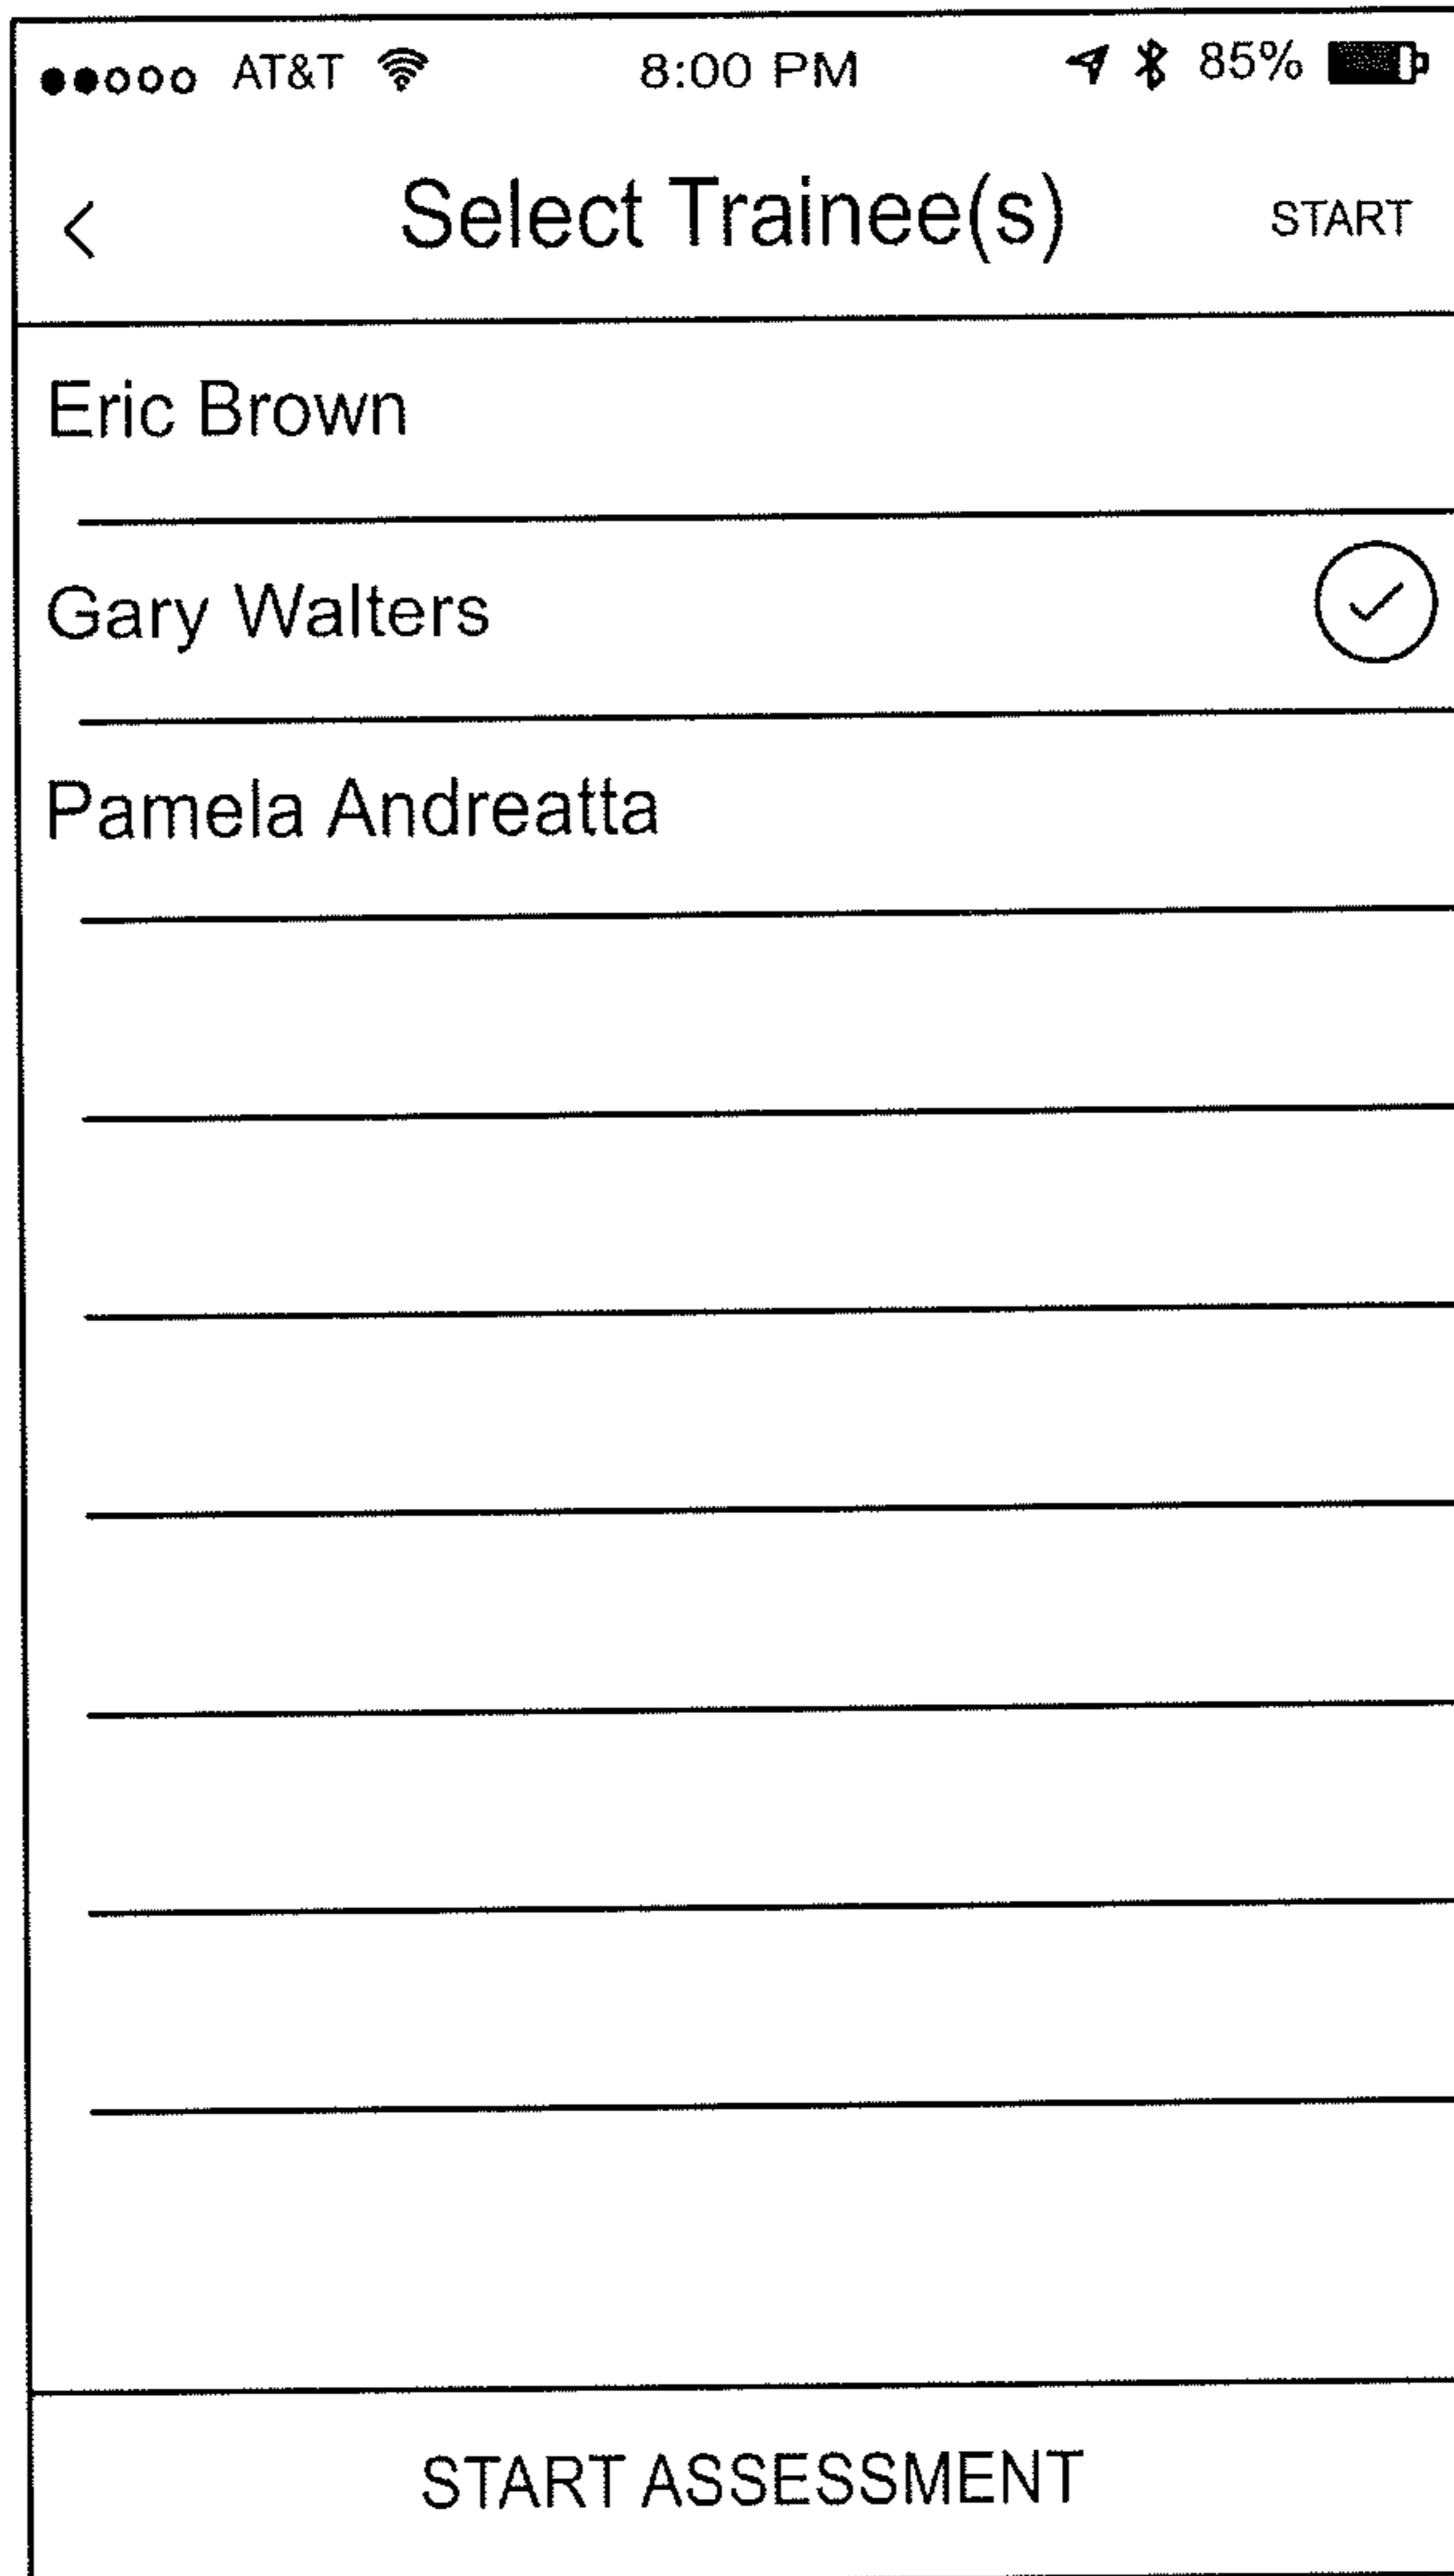 AT&T 8:00 PM 85%
< Select Trainee(s) START
Eric Brown
Gary Walters
Pamela Andreatta
START ASSESSMENT